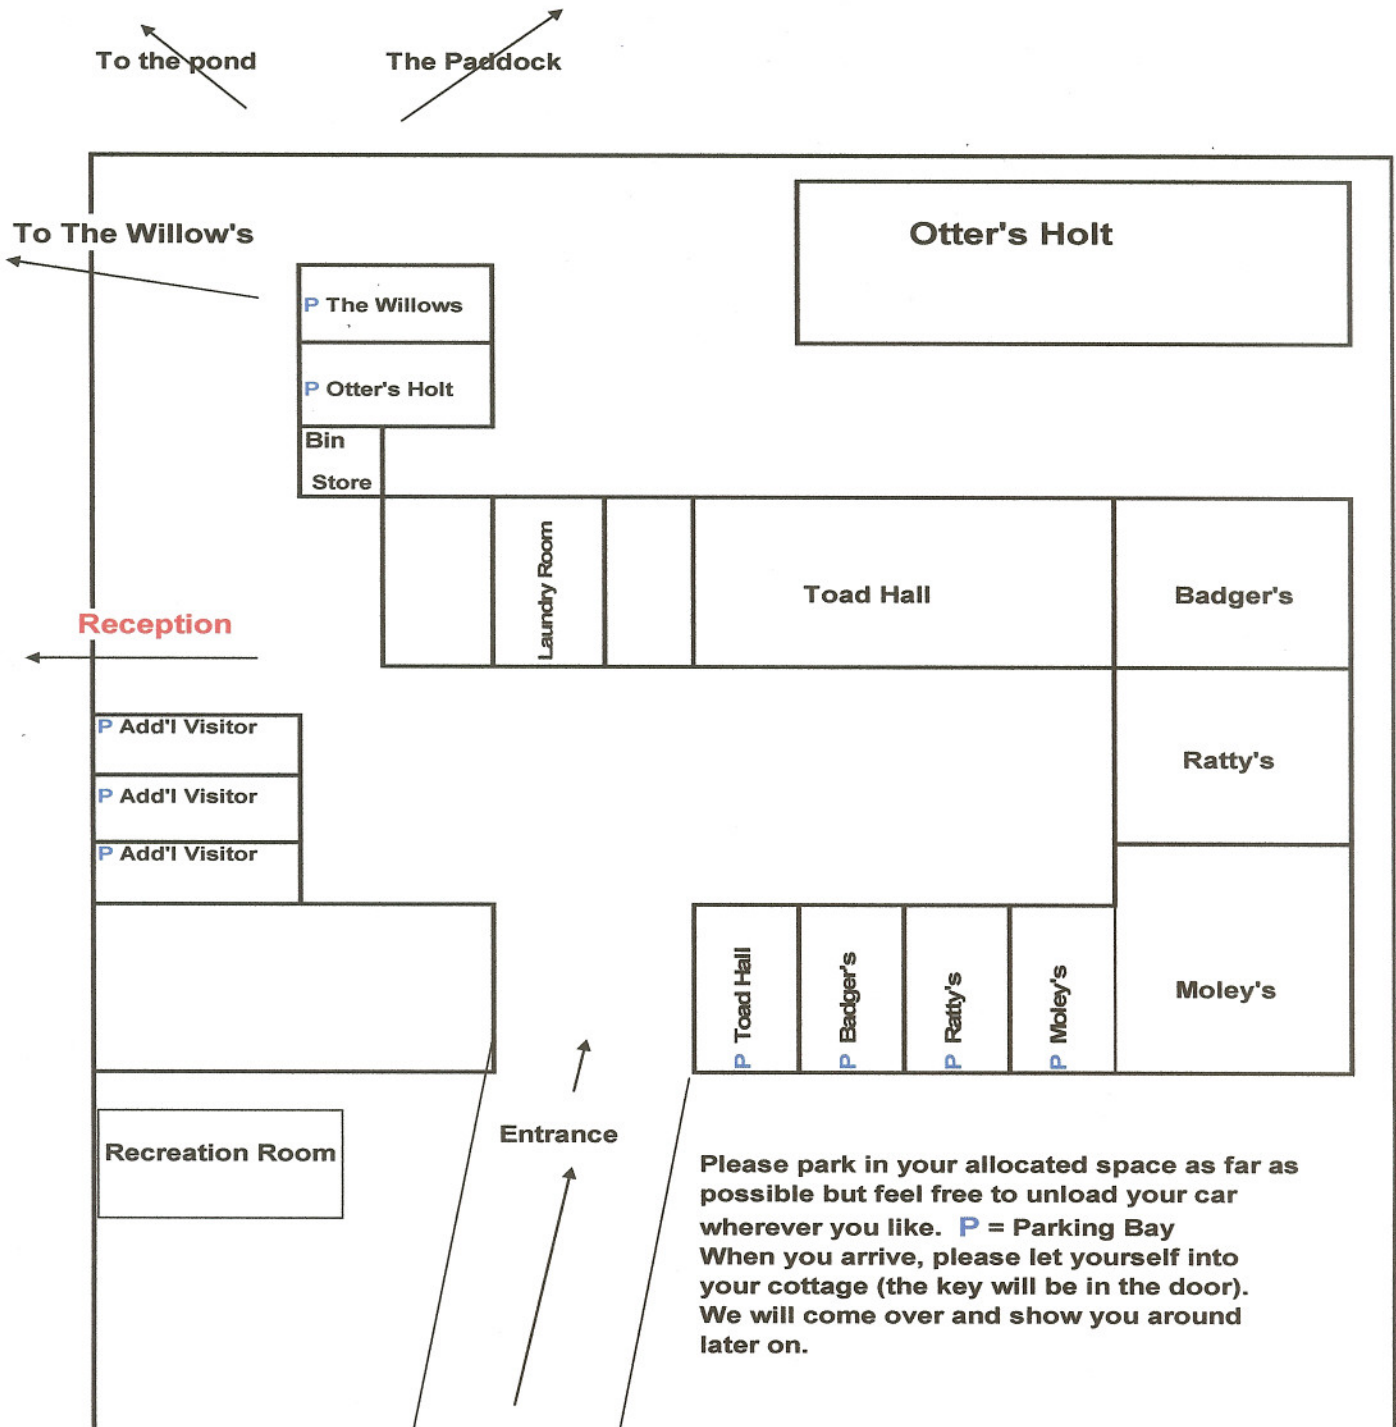 To the pond
The Paddock
To The Willow's
Otter's Holt
P The Willows
P Otter's Holt
Bin
Store
Laundry Room
Toad Hall
Badger's
Reception
Ratty's
P Add'l Visitor
P Add'l Visitor
P Add'l Visitor
P Toad Hall
P Badger's
P Ratty's
P Moley's
Moley's
Entrance
Recreation Room
Please park in your allocated space as far as
possible but feel free to unload your car
wherever you like. P = Parking Bay
When you arrive, please let yourself into
your cottage (the key will be in the door).
We will come over and show you around
later on.